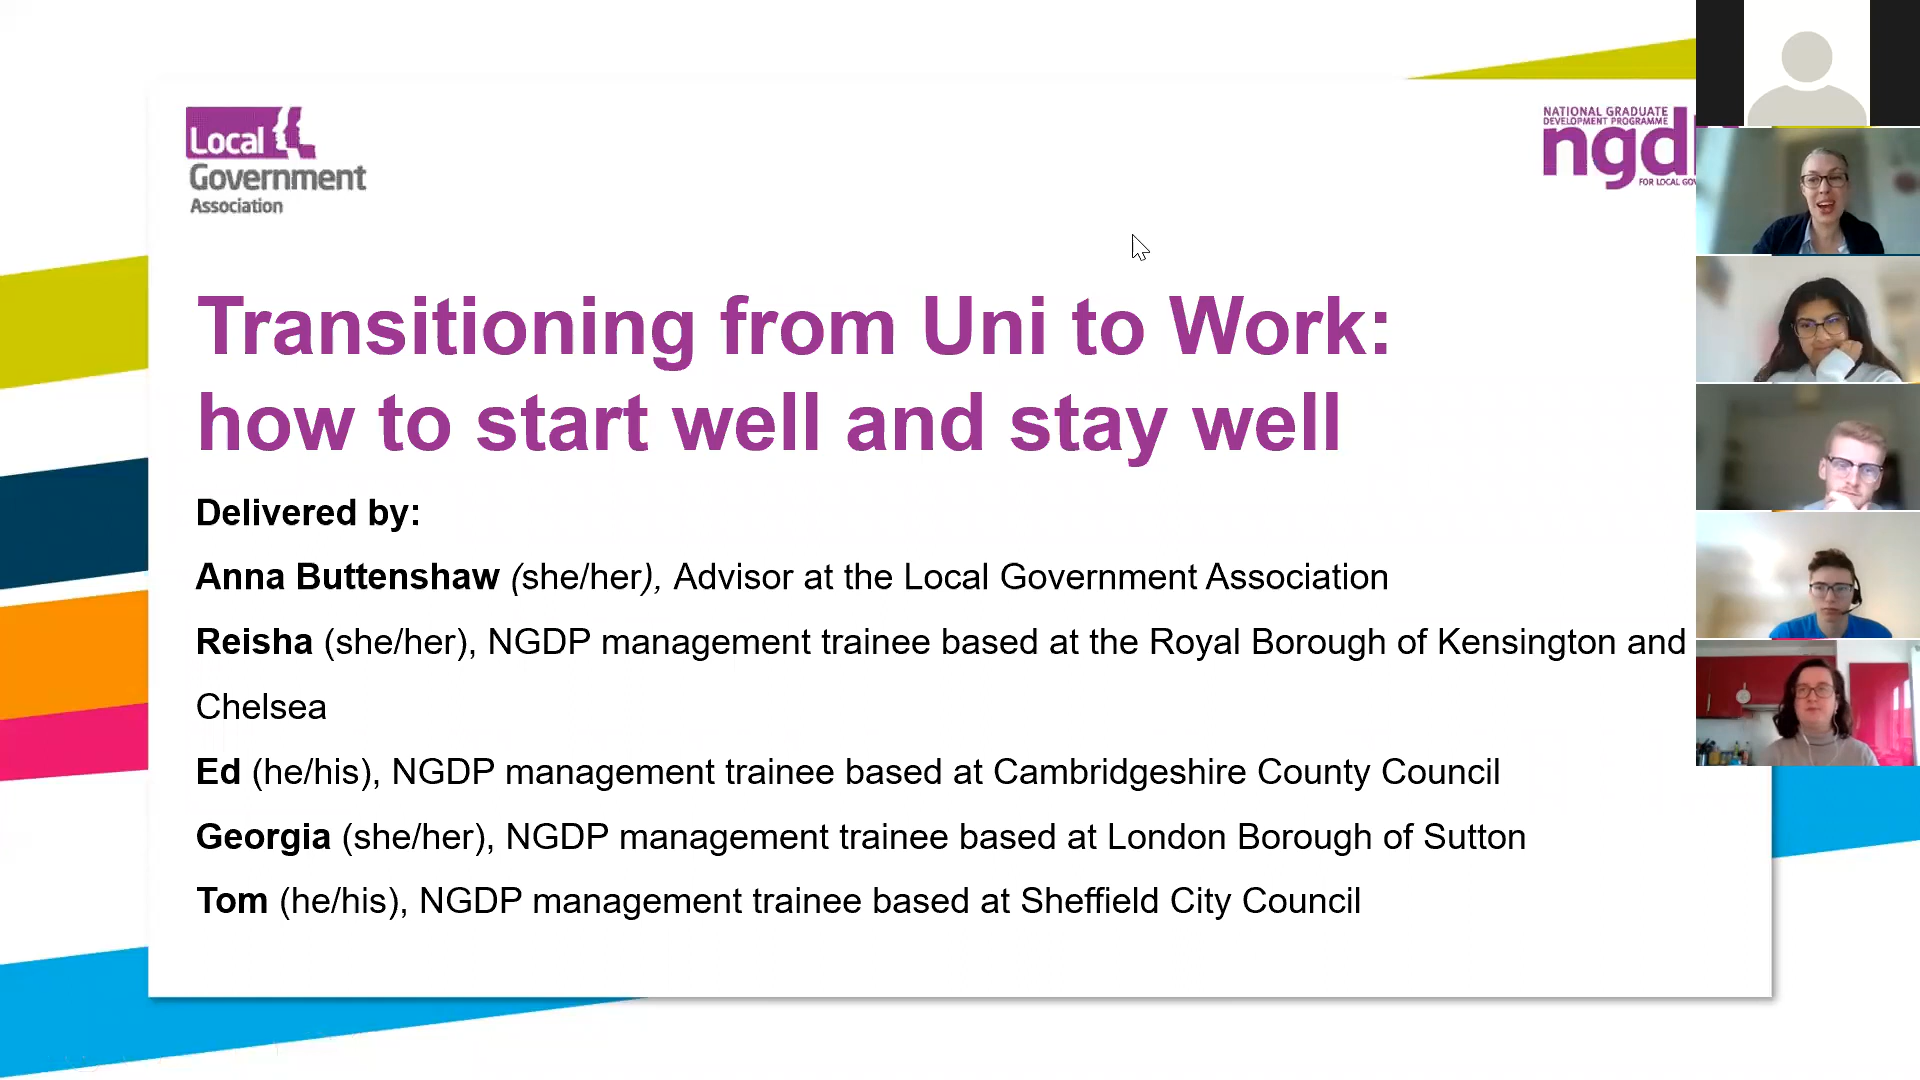 Local
Government
Association
NATIONAL GRADUATE
DEVELOPMENT PROGRAMME
ngd
FOR LOCAL
Transitioning from Uni to Work:
how to start well and stay well
Delivered by:
Anna Buttenshaw (she/her), Advisor at the Local Government Association
Reisha (she/her), NGDP management trainee based at the Royal Borough of Kensington and
Chelsea
Ed (he/his), NGDP management trainee based at Cambridgeshire County Council
Georgia (she/her), NGDP management trainee based at London Borough of Sutton
Tom (he/his), NGDP management trainee based at Sheffield City Council